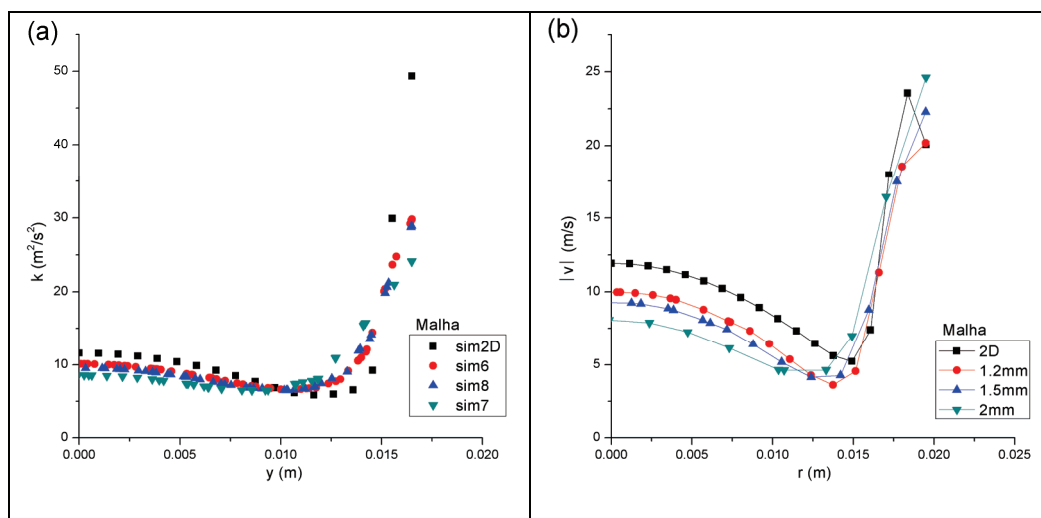 (a)
50
40
30
20
10
0
k (m²/s²)
0.000 0.005 0.010 0.015 0.020
y (m)
Malha
sim2D
sim6
sim8
sim7
(b)
25
20
15
10
5
0
|v| (m/s)
0.000 0.005 0.010 0.015 0.020 0.025
r (m)
Malha
2D
1.2mm
1.5mm
2mm